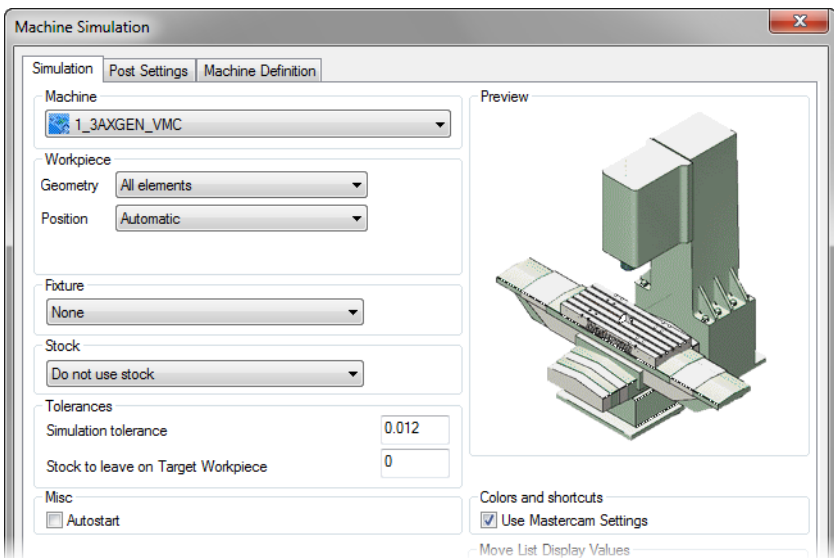 Machine Simulation
Simulation
Post Settings
Machine Definition
Machine
1_3AXGEN_VMC
Workpiece
Geometry All elements
Position Automatic
Fixture
None
Stock
Do not use stock
Tolerances
Simulation tolerance 0.012
Stock to leave on Target Workpiece 0
Misc
Autostart
Preview
Colors and shortcuts
Use Mastercam Settings
Move List Display Values